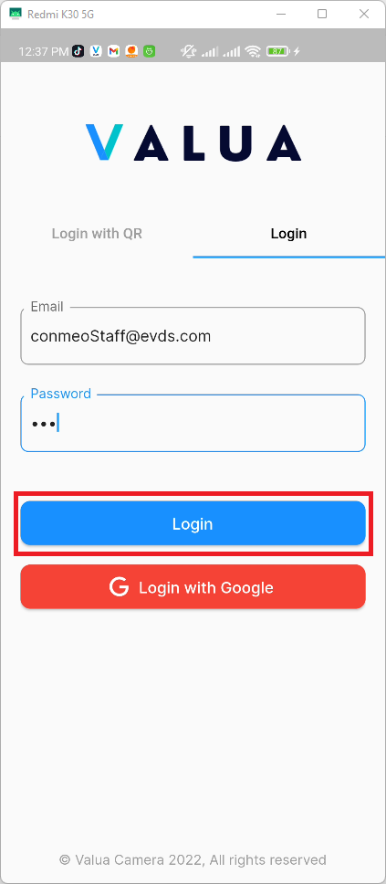 Redmi K30 5G
12:37 PM 87
VALUA
Login with QR Login
Email
conmeoStaff@evds.com
Password
•••
Login
G Login with Google
© Valua Camera 2022, All rights reserved